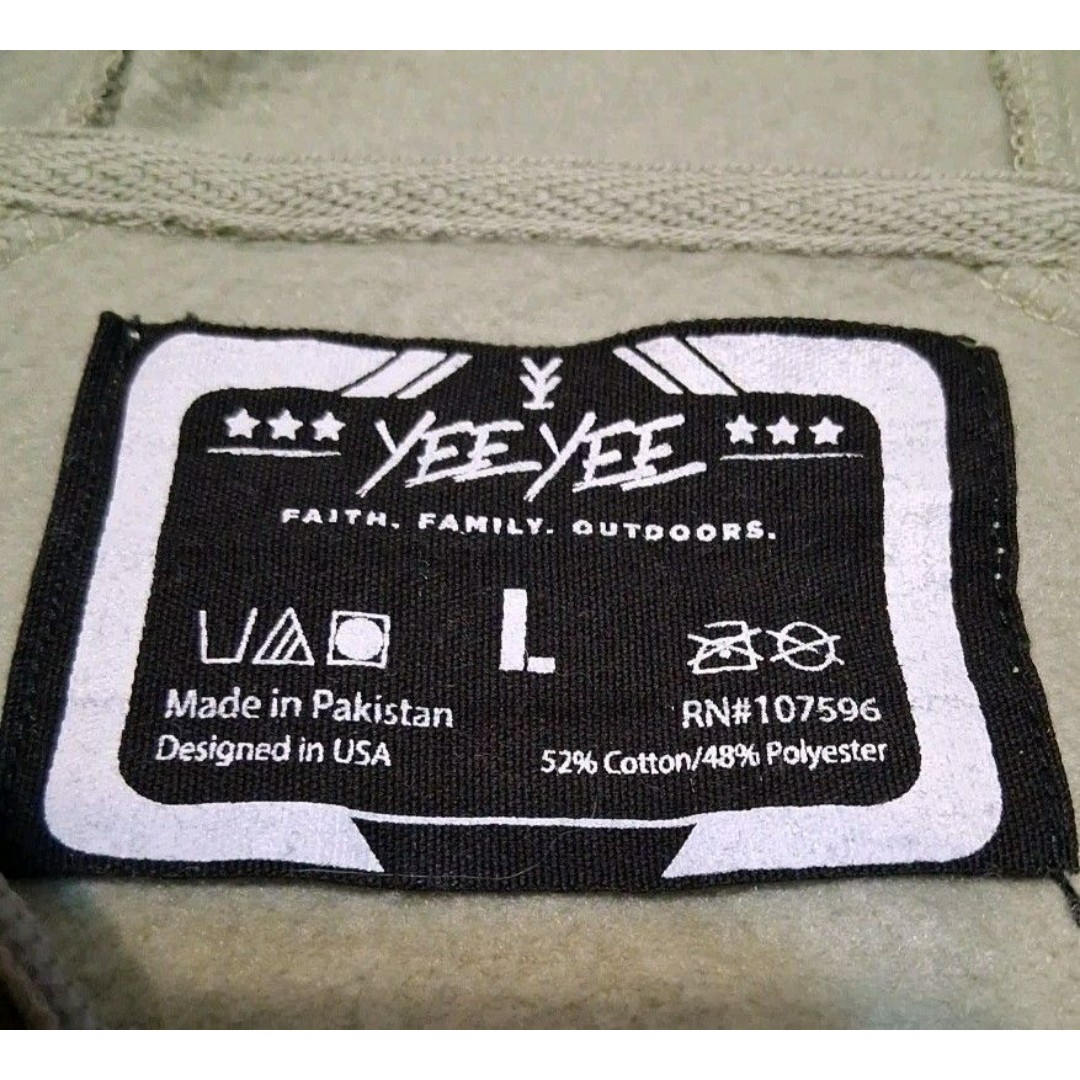 YEE YEE
FAITH. FAMILY. OUTDOORS.
L
Made in Pakistan
Designed in USA
RN#107596
52% Cotton/48% Polyester